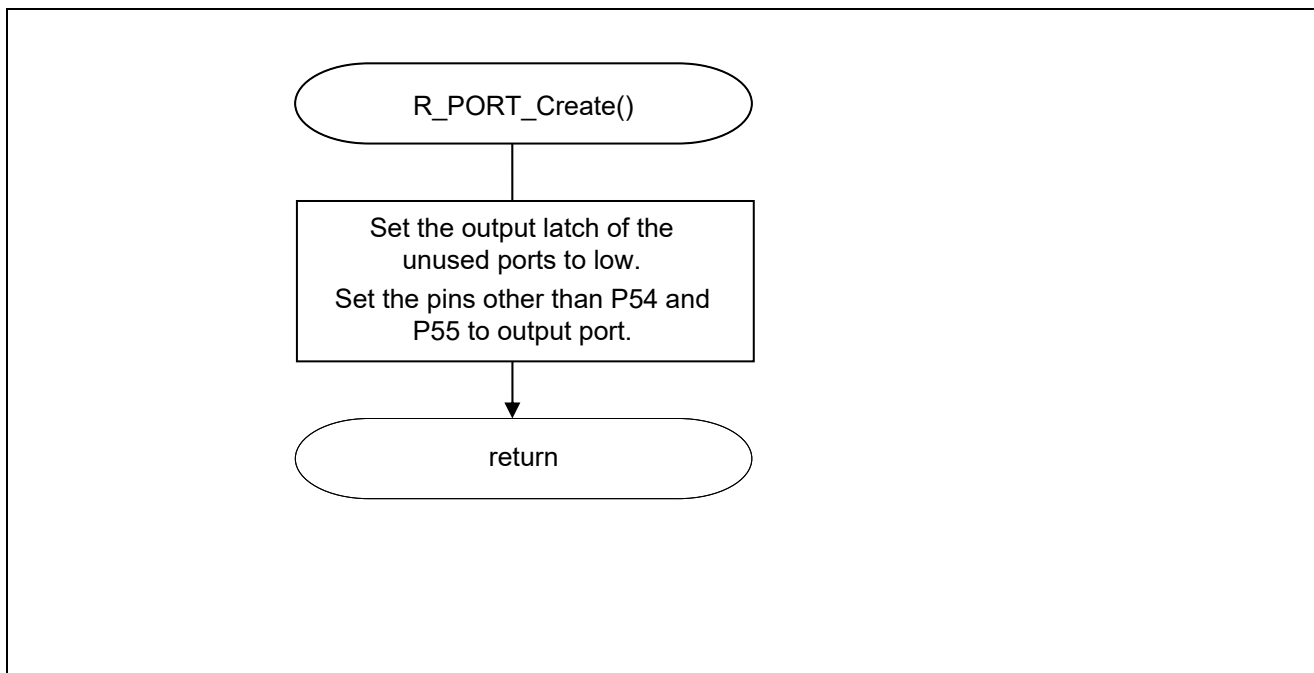 R_PORT_Create()
Set the output latch of the
unused ports to low.
Set the pins other than P54 and
P55 to output port.
return